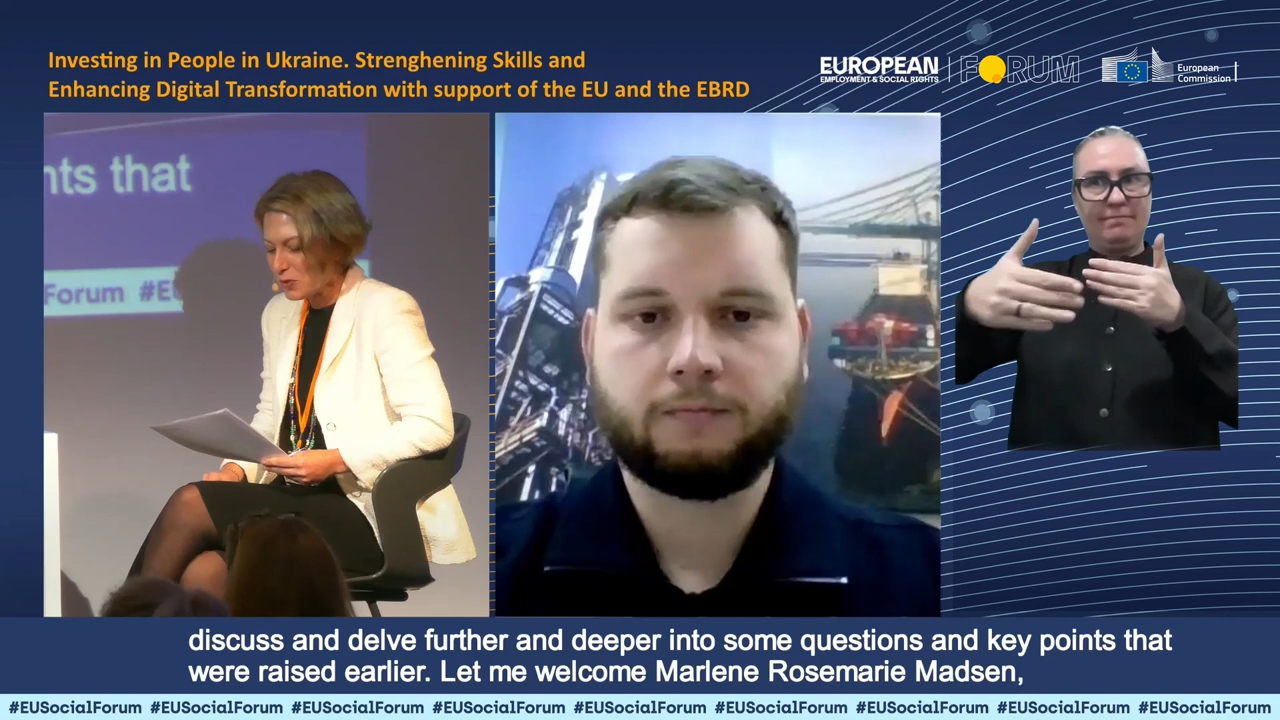 Investing in People in Ukraine. Strenghening Skills and
Enhancing Digital Transformation with support of the EU and the EBRD
EUROPEAN
EMPLOYMENT & SOCIAL RIGHTS
FORUM
European
Commission
nts that
Forum #EU
discuss and delve further and deeper into some questions and key points that
were raised earlier. Let me welcome Marlene Rosemarie Madsen,
#EUSocialForum #EUSocialForum #EUSocialForum #EUSocialForum #EUSocialForum #EUSocialForum #EUSocialForum #EUSocialForum #EUSocialForum